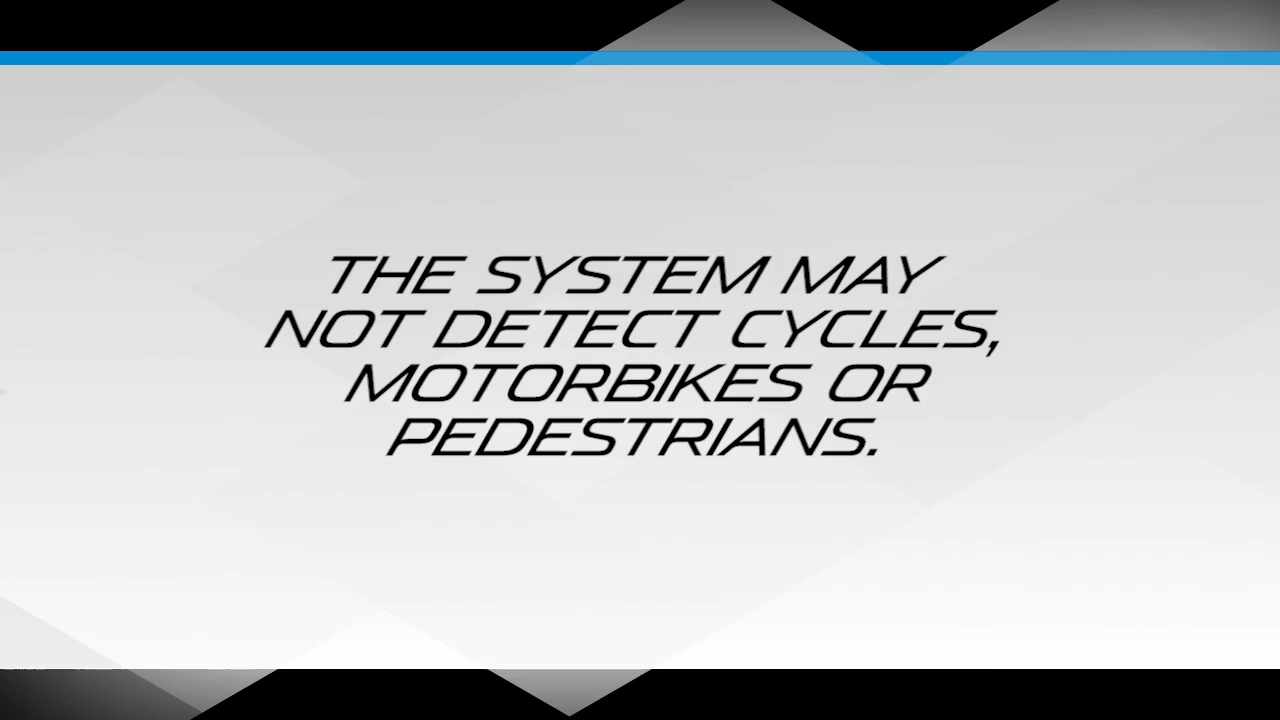 THE SYSTEM MAY
NOT DETECT CYCLES,
MOTORBIKES OR
PEDESTRIANS.